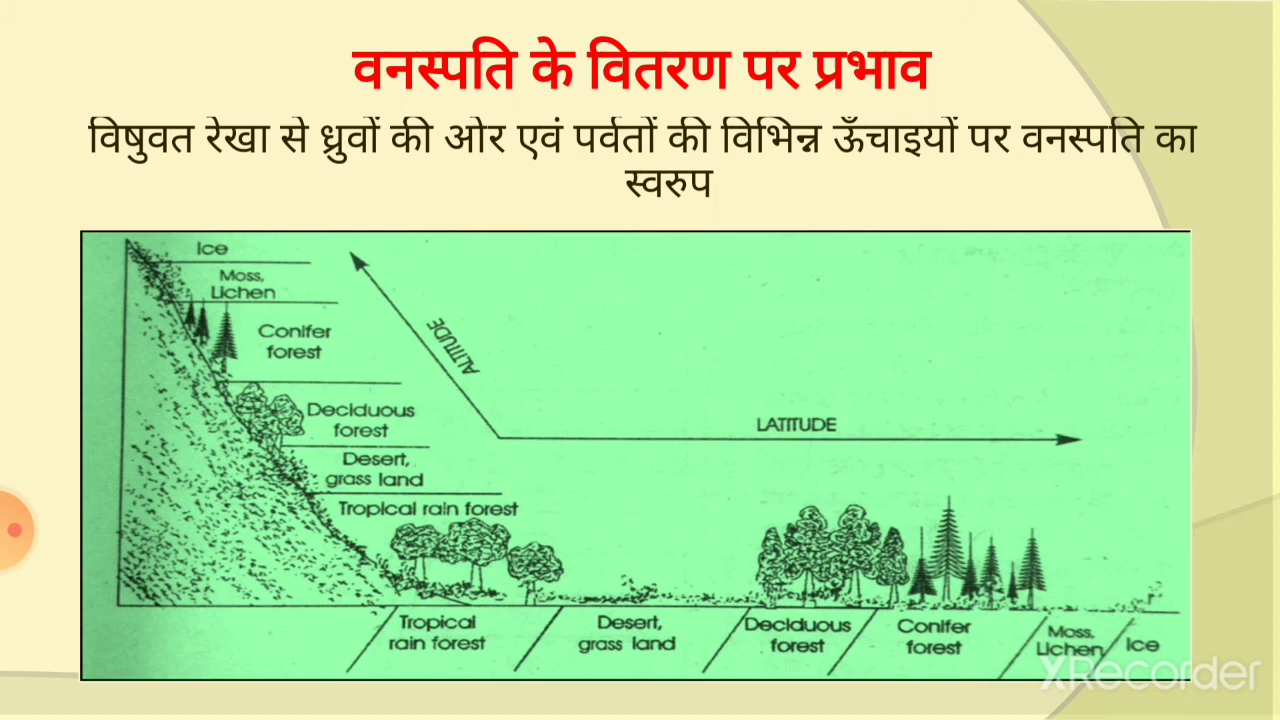 वनस्पति के वितरण पर प्रभाव
विषुवत रेखा से ध्रुवों की ओर एवं पर्वतों की विभिन्न ऊँचाइयों पर वनस्पति का
स्वरुप
Ice
Moss,
Lichen
Conifer
forest
Deciduous
forest
Desert,
grass land
Tropical rain forest
ALTITUDE
LATITUDE
Tropical
rain forest
Desert,
grass land
Deciduous
forest
Conifer
forest
Moss,
Lichen
Ice
XRecorder